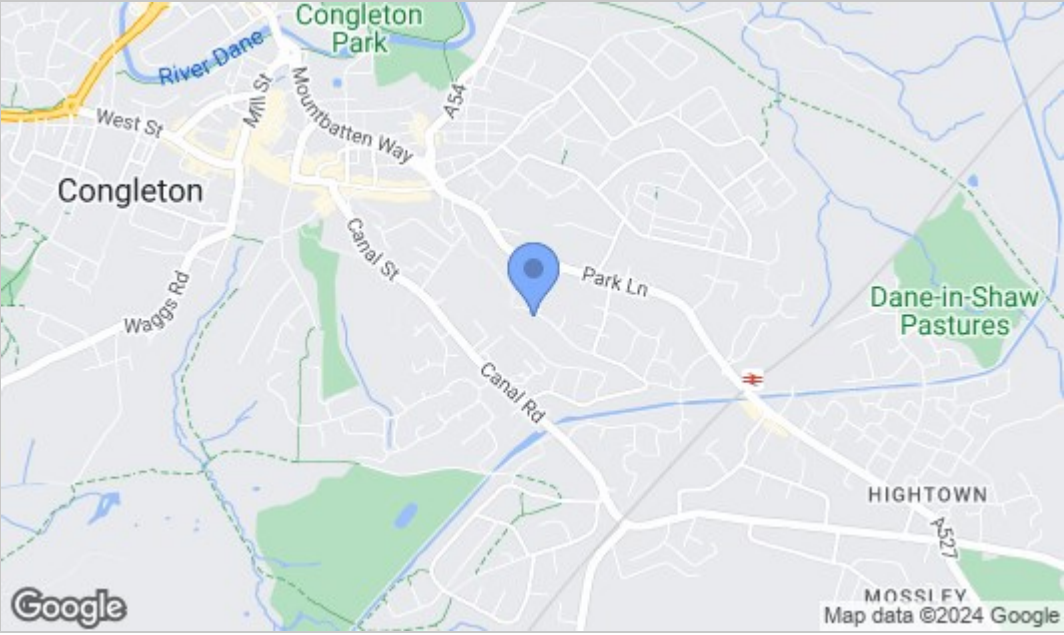 Congleton
Park
River Dane
A54
Mill St
Mountbatten Way
West St
Congleton
Canal St
Park Ln
Waggs Rd
Dane-in-Shaw
Pastures
Canal Rd
HIGHTOWN
A527
MOSSLEY
Google
Map data ©2024 Google